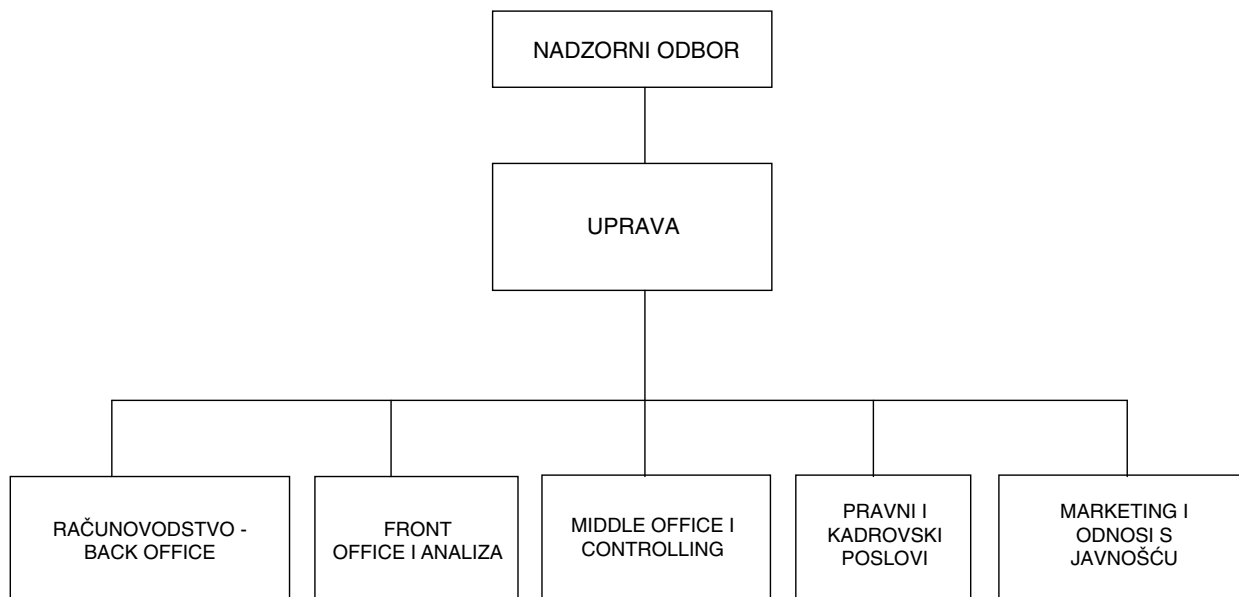 NADZORNI ODBOR
UPRAVA
RAČUNOVODSTVO -
BACK OFFICE
FRONT
OFFICE I ANALIZA
MIDDLE OFFICE I
CONTROLLING
PRAVNI I
KADROVSKI
POSLOVI
MARKETING I
ODNOSI S
JAVNOŠĆU